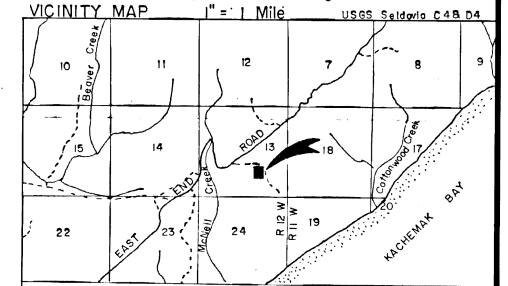 VICINITY MAP 1" = 1 Mile USGS Seldovia C4 & D4
10 11 12 7 8 9
Beaver Creek
15 14 13 18 17
EAST END ROAD
McNeil Creek
Cottonwood Creek
22 23 24 19 20
R 12 W
R 11 W
KACHEMAK BAY